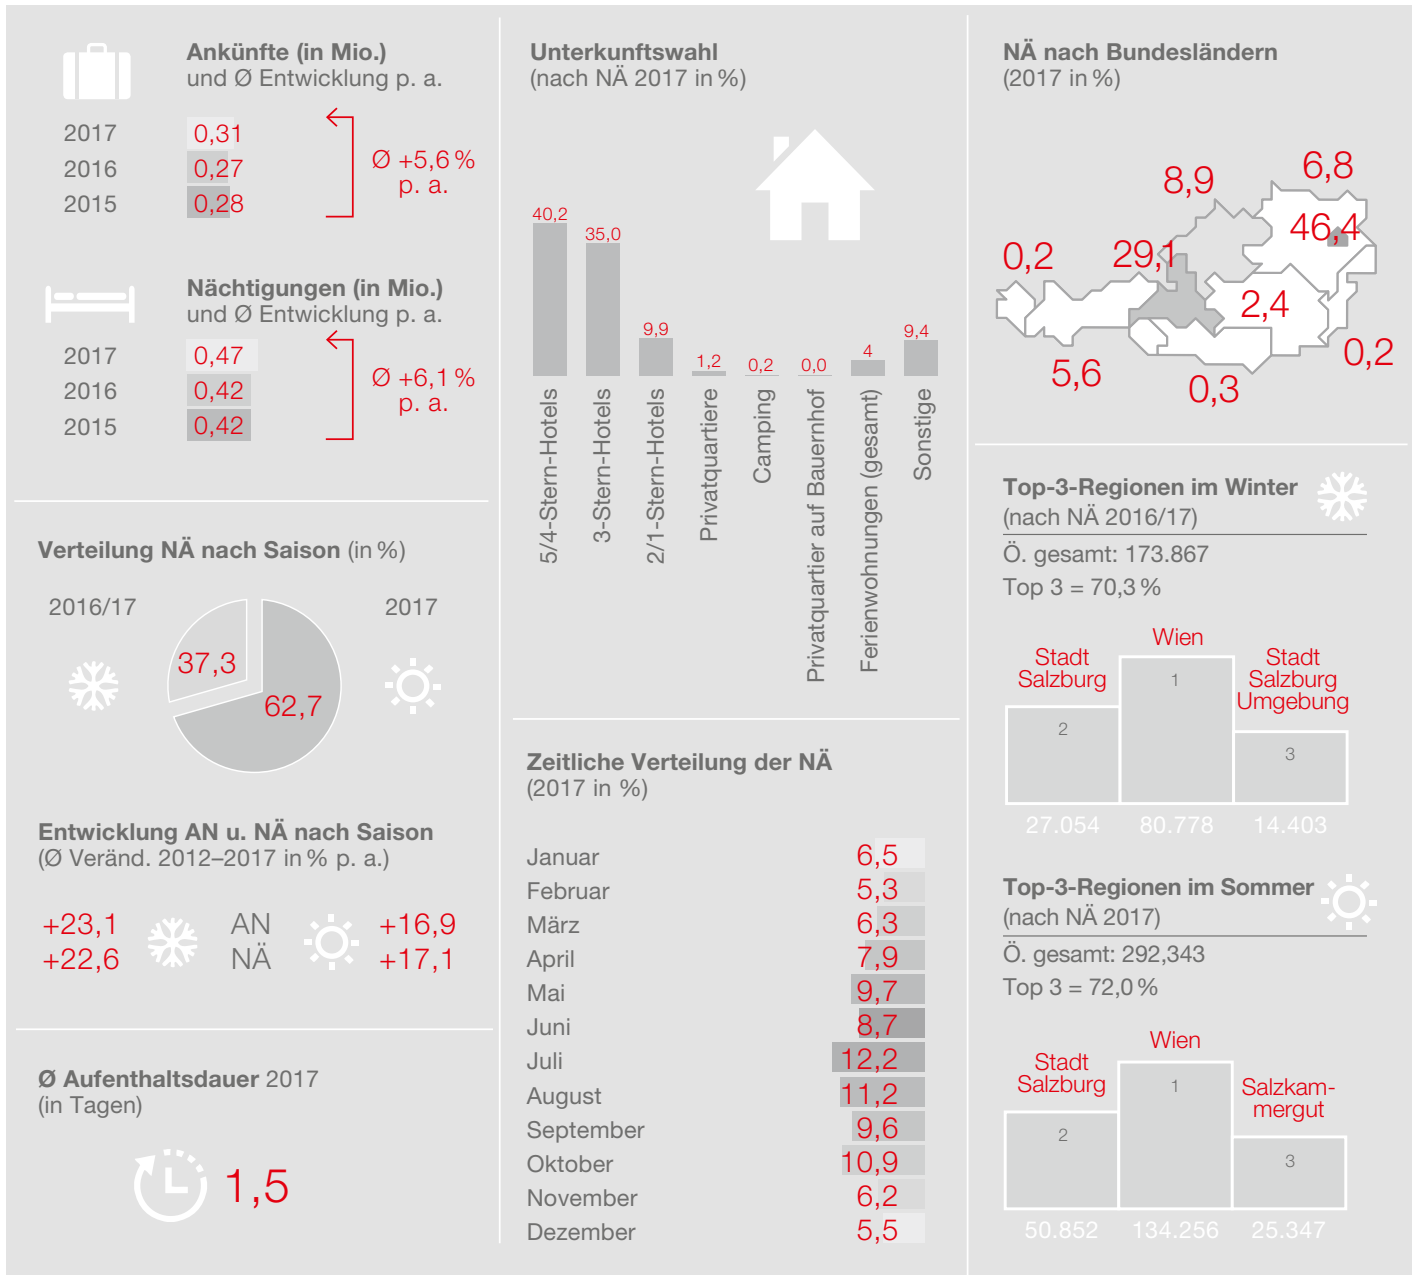 Ankünfte (in Mio.)
und Ø Entwicklung p. a.
2017 0,31
2016 0,27
2015 0,28
Ø +5,6 %
p. a.
Nächtigungen (in Mio.)
und Ø Entwicklung p. a.
2017 0,47
2016 0,42
2015 0,42
Ø +6,1 %
p. a.
Verteilung NÄ nach Saison (in %)
2016/17 2017
37,3
62,7
Entwicklung AN u. NÄ nach Saison
(Ø Veränd. 2012–2017 in % p. a.)
+23,1 AN +16,9
+22,6 NÄ +17,1
Ø Aufenthaltsdauer 2017
(in Tagen)
1,5
Unterkunftswahl
(nach NÄ 2017 in %)
40,2
35,0
9,9
1,2
0,2
0,0
4
9,4
5/4-Stern-Hotels
3-Stern-Hotels
2/1-Stern-Hotels
Privatquartiere
Camping
Privatquartier auf Bauernhof
Ferienwohnungen (gesamt)
Sonstige
Zeitliche Verteilung der NÄ
(2017 in %)
Januar 6,5
Februar 5,3
März 6,3
April 7,9
Mai 9,7
Juni 8,7
Juli 12,2
August 11,2
September 9,6
Oktober 10,9
November 6,2
Dezember 5,5
NÄ nach Bundesländern
(2017 in %)
6,8
8,9
46,4
0,2
29,1
2,4
0,2
5,6
0,3
Top-3-Regionen im Winter
(nach NÄ 2016/17)
Ö. gesamt: 173.867
Top 3 = 70,3 %
Wien
Stadt
Salzburg
Stadt
Salzburg
Umgebung
1
2
3
27.054 80.778 14.403
Top-3-Regionen im Sommer
(nach NÄ 2017)
Ö. gesamt: 292,343
Top 3 = 72,0 %
Wien
Stadt
Salzburg
Salzkam-
mergut
1
2
3
50.852 134.256 25.347